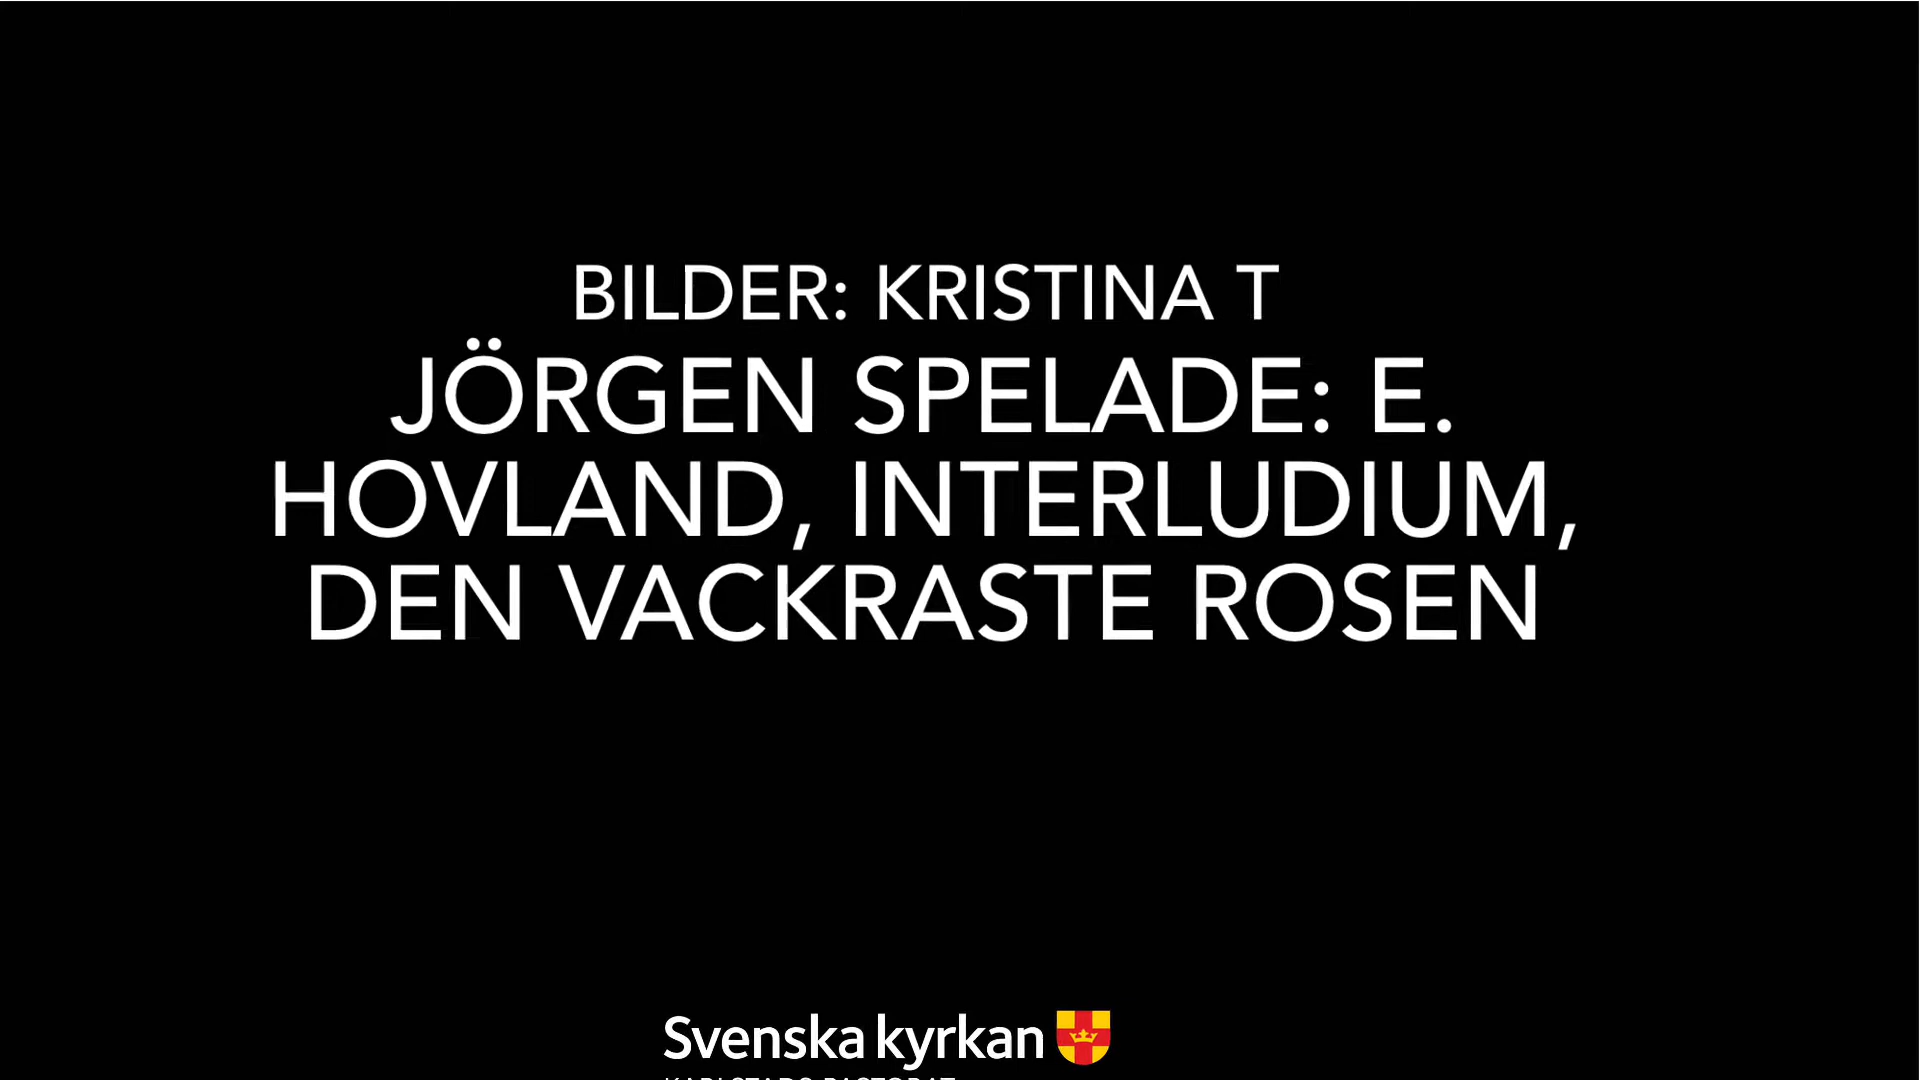 BILDER: KRISTINA T
JÖRGEN SPELADE: E.
HOVLAND, INTERLUDIUM,
DEN VACKRASTE ROSEN
Svenska kyrkan